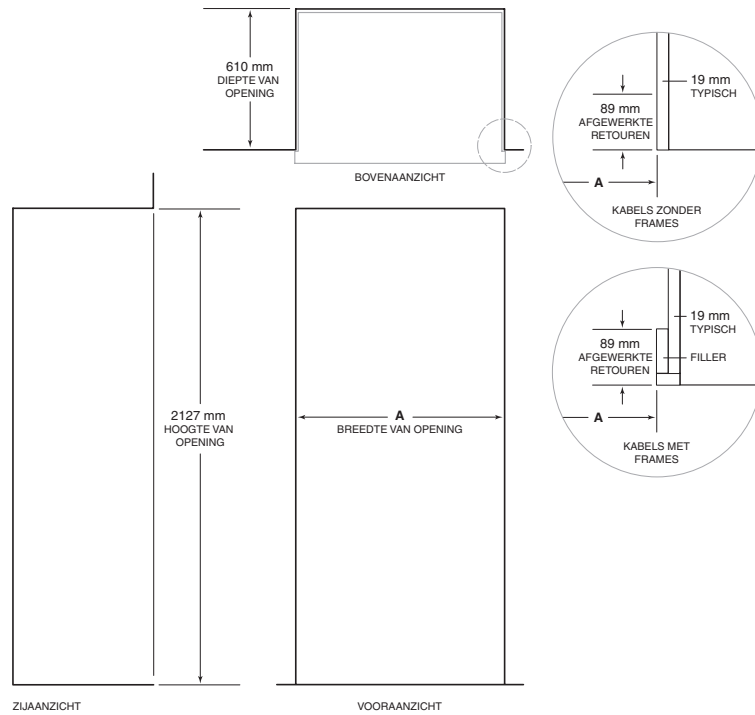 610 mm
DIEPTE VAN
OPENING
BOVENAANZICHT
19 mm
TYPISCH
89 mm
AFGEWERKTE
RETOUREN
A
KABELS ZONDER
FRAMES
19 mm
TYPISCH
89 mm
AFGEWERKTE
RETOUREN
FILLER
A
KABELS MET
FRAMES
2127 mm
HOOGTE VAN
OPENING
A
BREEDTE VAN OPENING
ZIJAANZICHT
VOORAANZICHT